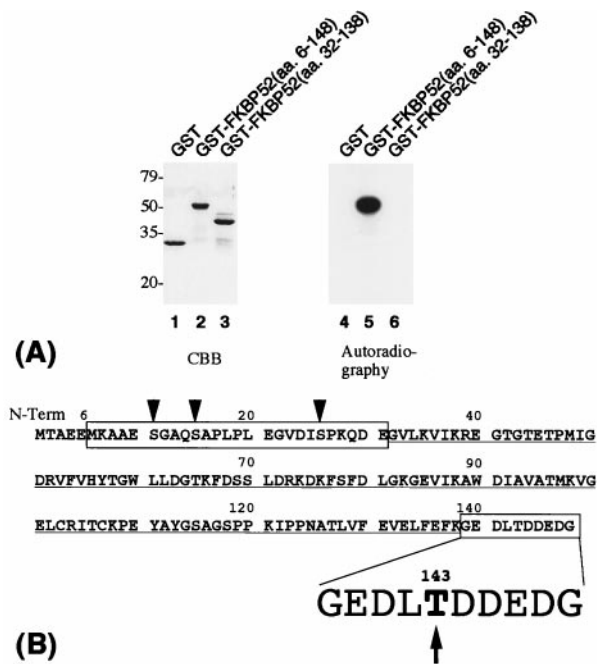 GST
GST-FKBP52(aa. 6-148)
GST-FKBP52(aa. 32-138)
GST
GST-FKBP52(aa. 6-148)
GST-FKBP52(aa. 32-138)
79-
50-
35-
20-
1 2 3
4 5 6
(A)
CBB
Autoradio-
graphy
N-Term 6 20 40
MTAEEMKAAE SGAQSAPLPL EGVDISPKQD EGVLKVIKRE GTGTETPMIG
70 90
DRVFVHYTGW LLDGTKFDSS LDRKDKFSFD LGKGEVIKAW DIAVATMKVG
120 140
ELCRITCKPE YAYGSAGSPP KIPPNATLVF EVELFEFKGE DLTDDEDG
143
GEDLTDDEDG
(B)